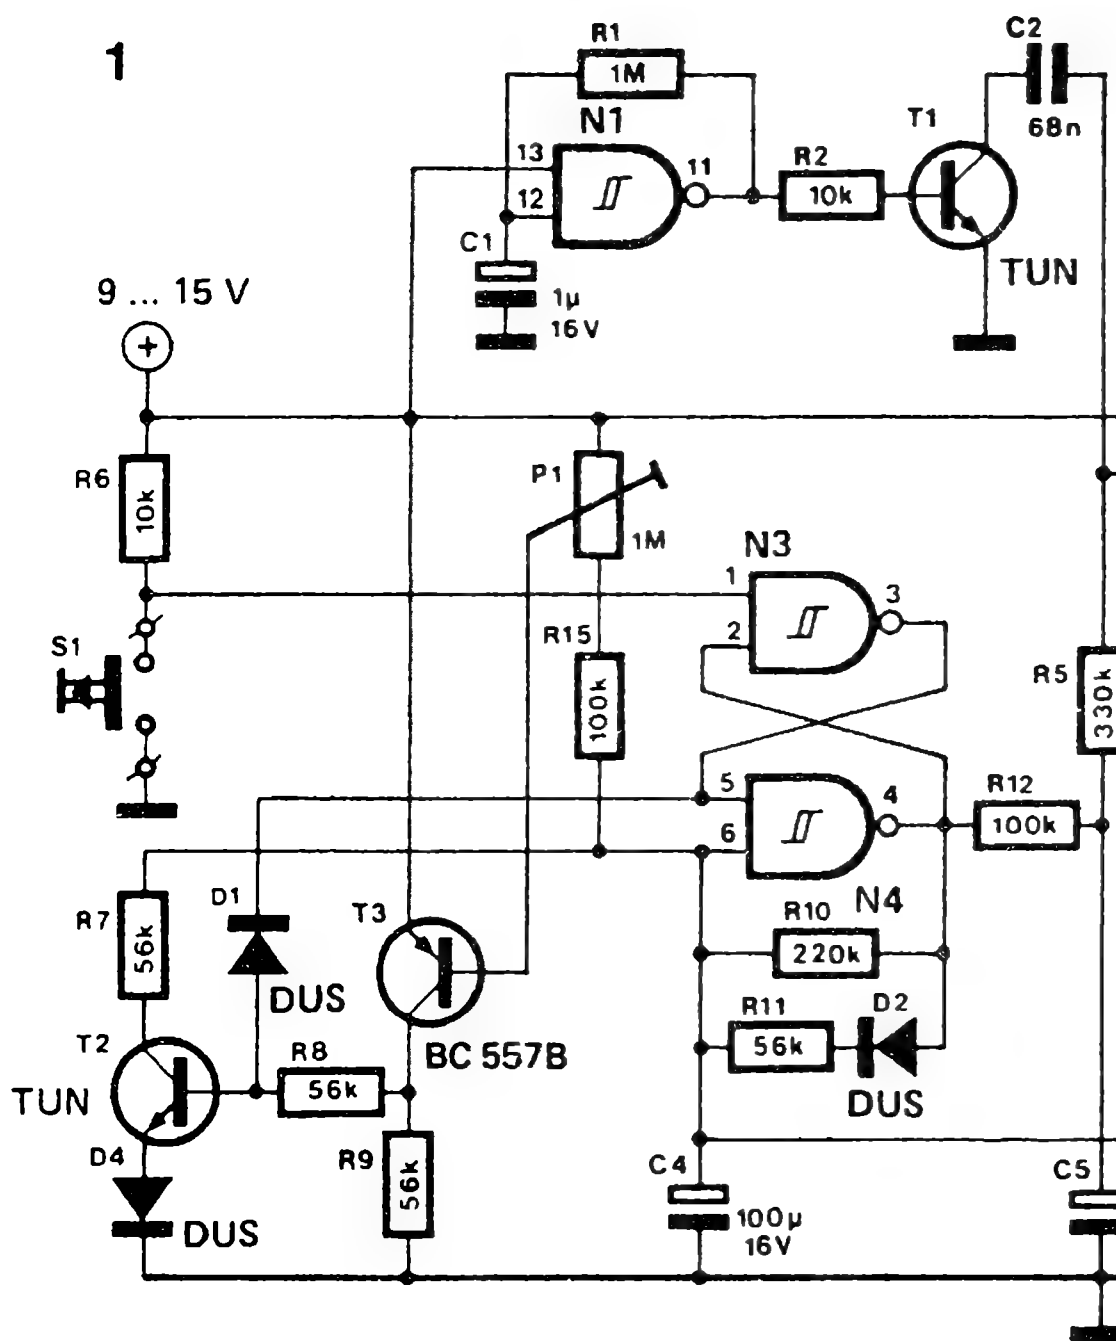 1
R1
1M
N1
13
12
11
C1
1µ
16V
R2
10k
T1
TUN
C2
68n
9 ... 15 V
+
R6
10k
P1
1M
N3
1
2
3
S1
R15
100k
R5
330k
5
6
4
N4
R12
100k
R7
56k
D1
DUS
T3
BC 557B
R10
220k
R11
56k
D2
DUS
T2
TUN
R8
56k
D4
DUS
R9
56k
C4
100µ
16V
C5